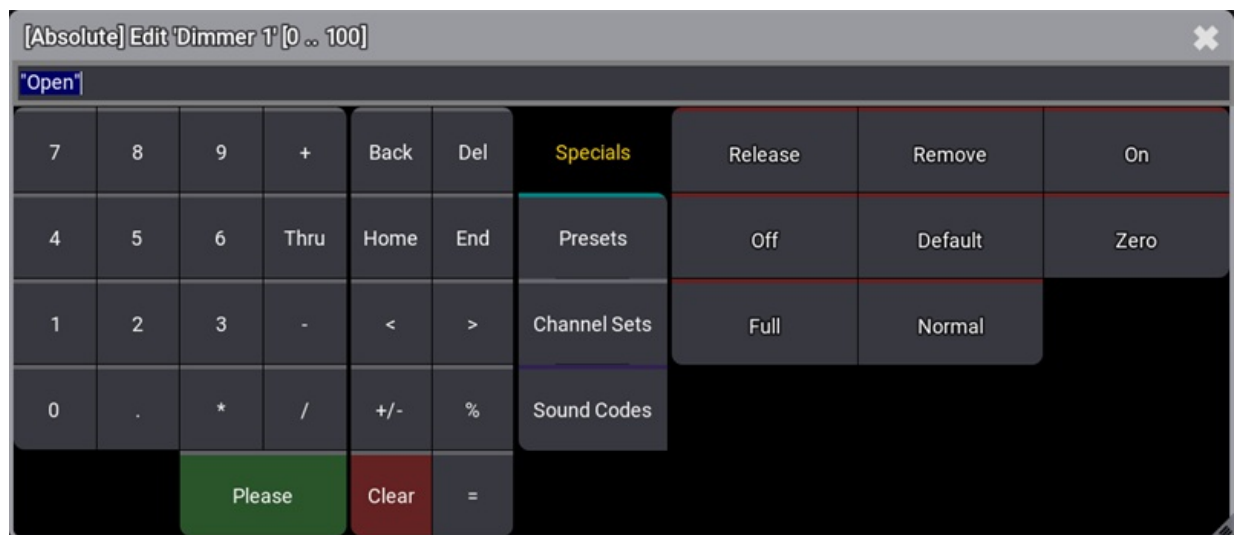 [Absolute] Edit 'Dimmer 1' [0 .. 100]
"Open"
7 8 9 + Back Del Specials Release Remove On
4 5 6 Thru Home End Presets Off Default Zero
1 2 3 - < > Channel Sets Full Normal
0 . * / +/- % Sound Codes
Please Clear =